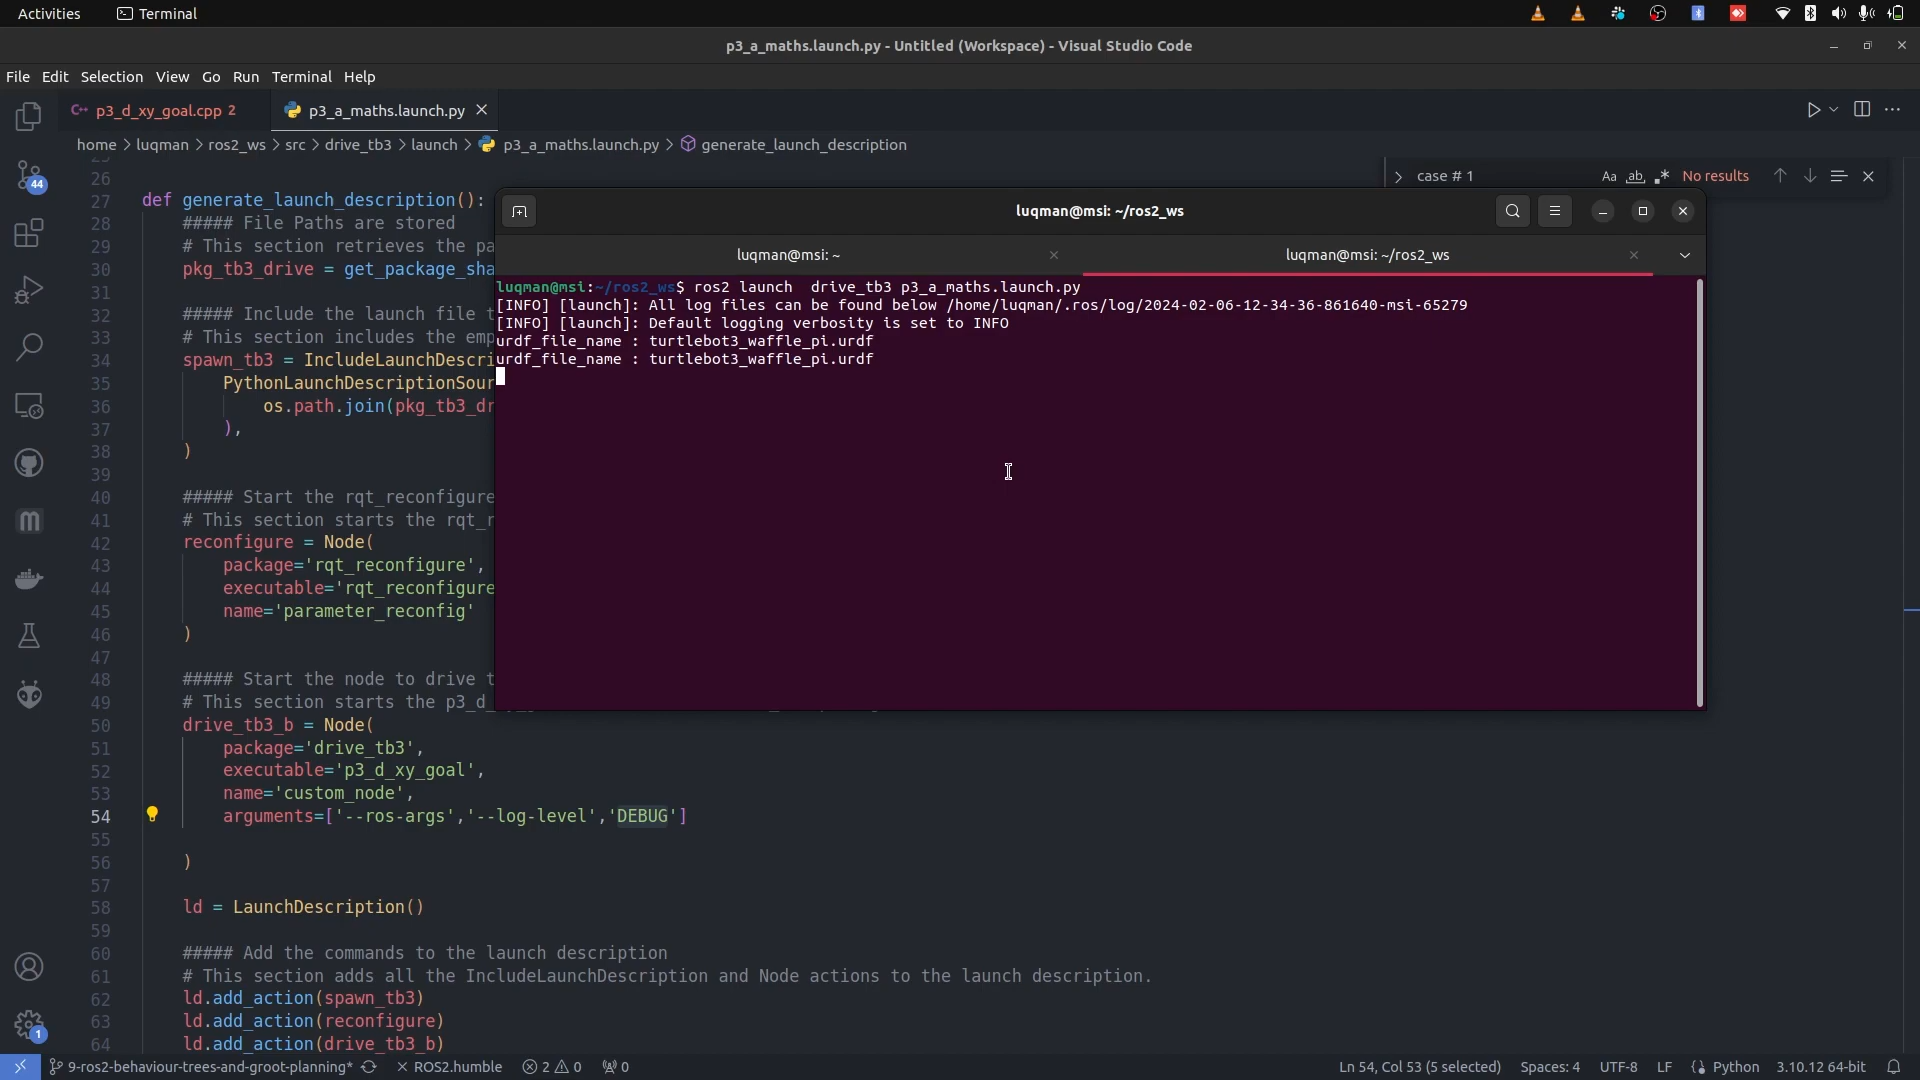 Activities
Terminal
p3_a_maths.launch.py - Untitled (Workspace) - Visual Studio Code
File Edit Selection View Go Run Terminal Help
p3_d_xy_goal.cpp 2
p3_a_maths.launch.py
home > luqman > ros2_ws > src > drive_tb3 > launch > p3_a_maths.launch.py > generate_launch_description
44
case # 1
Aa ab No results
26
27 def generate_launch_description():
28 ##### File Paths are stored
29 # This section retrieves the pa
30 pkg_tb3_drive = get_package_sha
31
32 ##### Include the launch file t
33 # This section includes the emp
34 spawn_tb3 = IncludeLaunchDescri
35 PythonLaunchDescriptionSour
36 os.path.join(pkg_tb3_dr
37 ),
38 )
39
40 ##### Start the rqt_reconfigure
41 # This section starts the rqt_r
42 reconfigure = Node(
43 package='rqt_reconfigure',
44 executable='rqt_reconfigure
45 name='parameter_reconfig'
46 )
47
48 ##### Start the node to drive t
49 # This section starts the p3_d_
50 drive_tb3_b = Node(
51 package='drive_tb3',
52 executable='p3_d_xy_goal',
53 name='custom_node',
54 arguments=['--ros-args','--log-level','DEBUG']
55
56 )
57
58 ld = LaunchDescription()
59
60 ##### Add the commands to the launch description
61 # This section adds all the IncludeLaunchDescription and Node actions to the launch description.
62 ld.add_action(spawn_tb3)
63 ld.add_action(reconfigure)
64 ld.add_action(drive_tb3_b)
luqman@msi: ~/ros2_ws
luqman@msi: ~
luqman@msi: ~/ros2_ws
luqman@msi:~/ros2_ws$ ros2 launch  drive_tb3 p3_a_maths.launch.py
[INFO] [launch]: All log files can be found below /home/luqman/.ros/log/2024-02-06-12-34-36-861640-msi-65279
[INFO] [launch]: Default logging verbosity is set to INFO
urdf_file_name : turtlebot3_waffle_pi.urdf
urdf_file_name : turtlebot3_waffle_pi.urdf
1
9-ros2-behaviour-trees-and-groot-planning*
ROS2.humble
2 0
0
Ln 54, Col 53 (5 selected)
Spaces: 4
UTF-8
LF
Python
3.10.12 64-bit